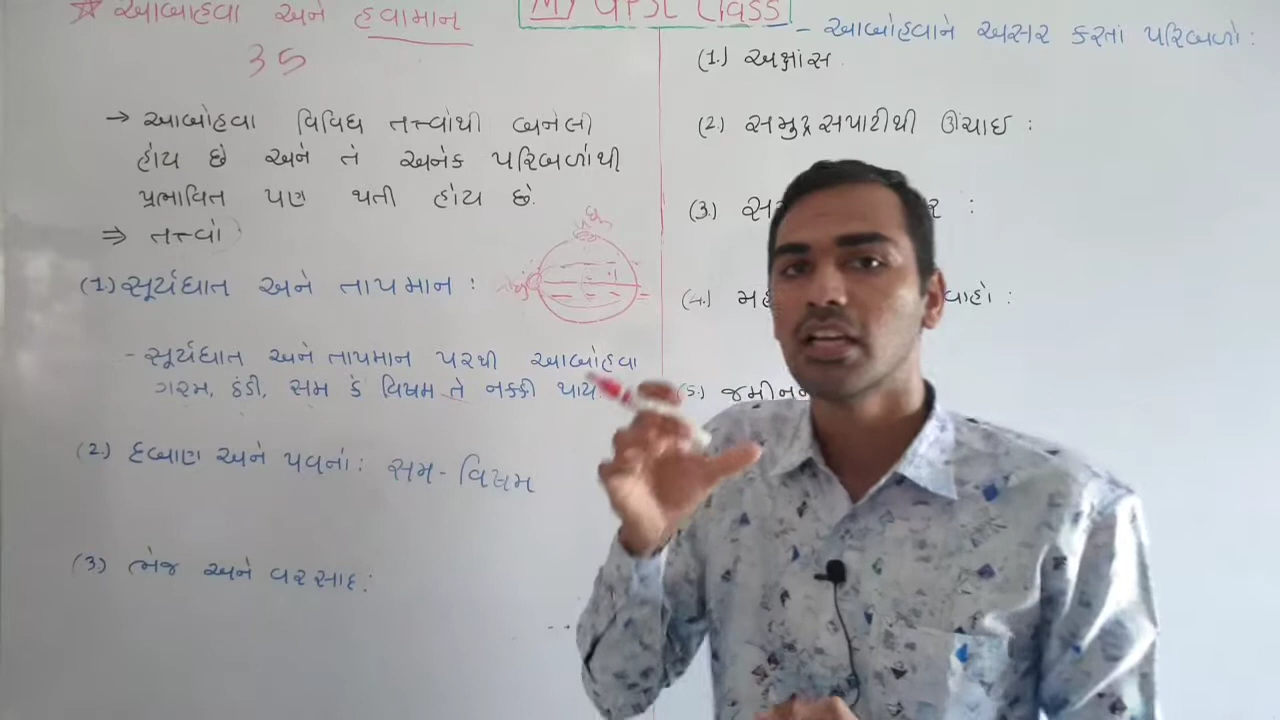 ★ આબોહવા અને હવામાન
35
→ આબોહવા વિવિધ તત્ત્વોથી બનેલી
હોય છે અને તે અનેક પરિબળોથી
પ્રભાવિત પણ થતી હોય છે.
⇒ તત્ત્વો
(1) સૂર્યઘાત અને તાપમાન :
- સૂર્યઘાત અને તાપમાન પરથી આબોહવા
ગરમ, ઠંડી, સમ કે વિષમ તે નક્કી થાય.
(2) દબાણ અને પવનો : સમ - વિષમ
(3) ભેજ અને વરસાદ :
Class
- આબોહવાને અસર કરતાં પરિબળો :
(1.) અક્ષાંસ
(2) સમુદ્ર સપાટીથી ઊંચાઈ :
(3.)
(4.)
(5.)